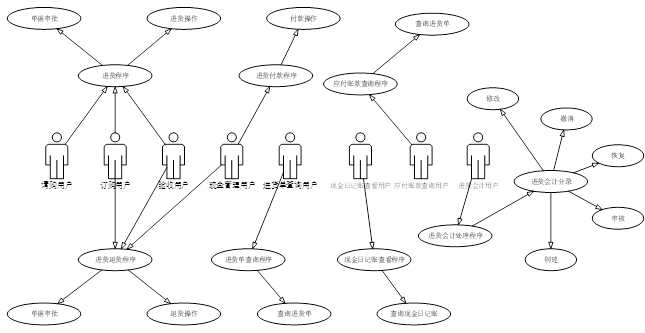 单据审批
进货操作
付款操作
查询进货单
进货程序
进货付款程序
应付账款查询程序
修改
撤消
恢复
请购用户
订购用户
验收用户
现金管理用户
进货单查询用户
现金日记账查看用户
应付账款查询用户
进货会计用户
进货会计分录
审核
进货会计处理程序
进货退货程序
进货单查询程序
现金日记账查看程序
创建
单据审批
退货操作
查询进货单
查询现金日记账